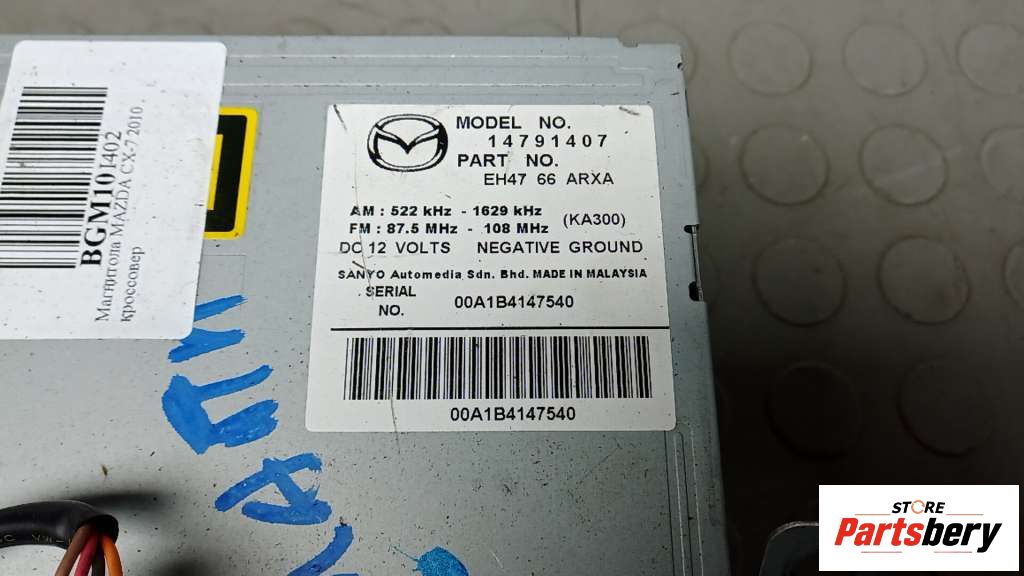 BGM10J402
Магнитола MAZDA CX-7 2010
кроссовер
MODEL NO.
14791407
PART NO.
EH47 66 ARXA
AM : 522 kHz - 1629 kHz
FM : 87.5 MHz - 108 MHz
(KA300)
DC 12 VOLTS NEGATIVE GROUND
SANYO Automedia Sdn. Bhd. MADE IN MALAYSIA
SERIAL
NO.
00A1B4147540
00A1B4147540
STORE
Partsbery